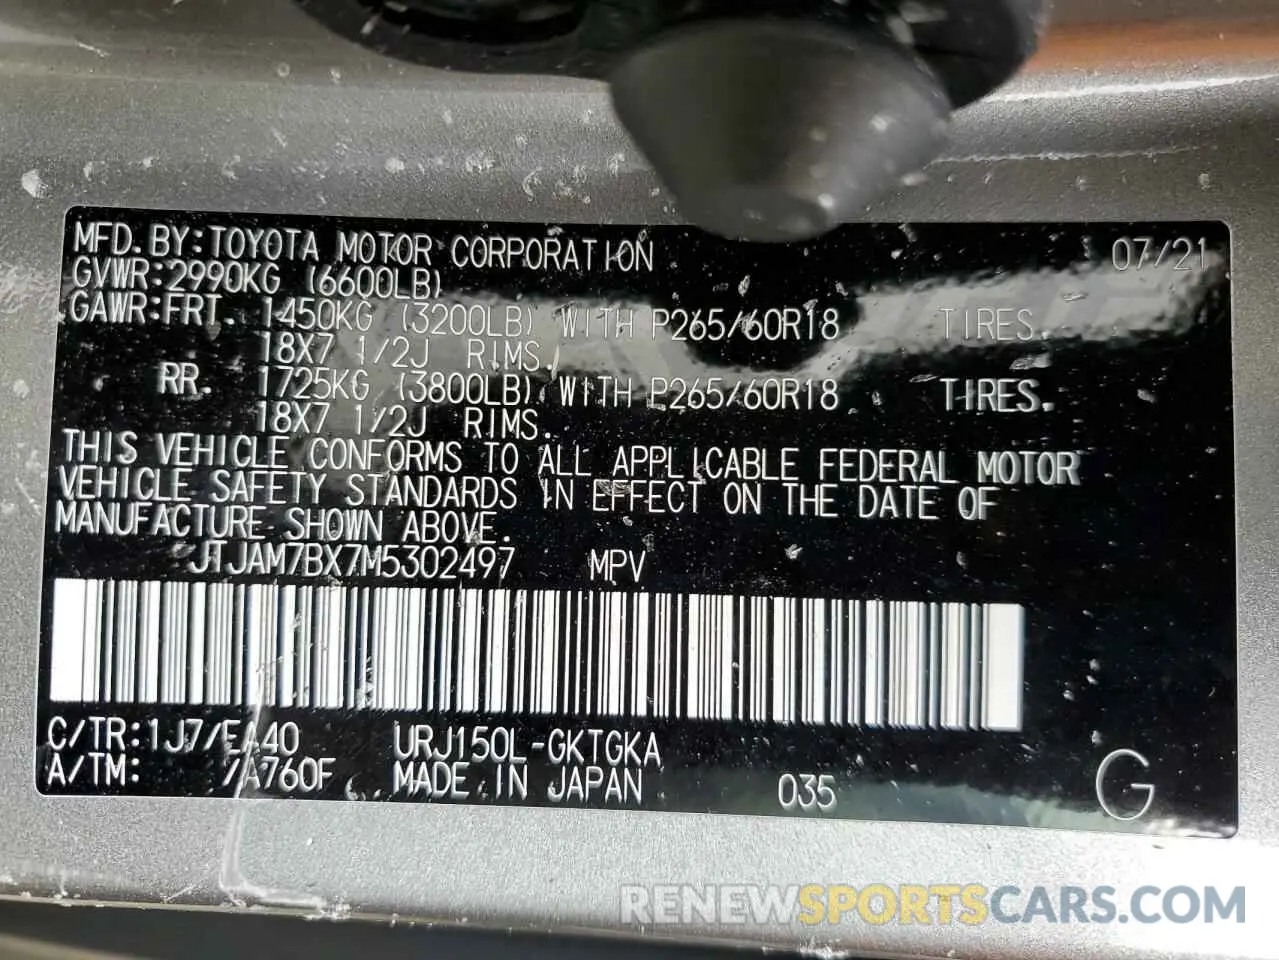 MFD. BY: TOYOTA MOTOR CORPORATION 07/21
GVWR: 2990KG (6600LB)
GAWR: FRT. 1450KG (3200LB) WITH P265/60R18 TIRES.
18X7 1/2J RIMS.
RR. 1725KG (3800LB) WITH P265/60R18 TIRES.
18X7 1/2J RIMS.
THIS VEHICLE CONFORMS TO ALL APPLICABLE FEDERAL MOTOR
VEHICLE SAFETY STANDARDS IN EFFECT ON THE DATE OF
MANUFACTURE SHOWN ABOVE.
JTJAM7BX7M5302497 MPV
C/TR: 1J7/EA40 URJ150L-GKTGKA
A/TM: /A760F MADE IN JAPAN 035 G
RENEWSPORTSCARS.COM